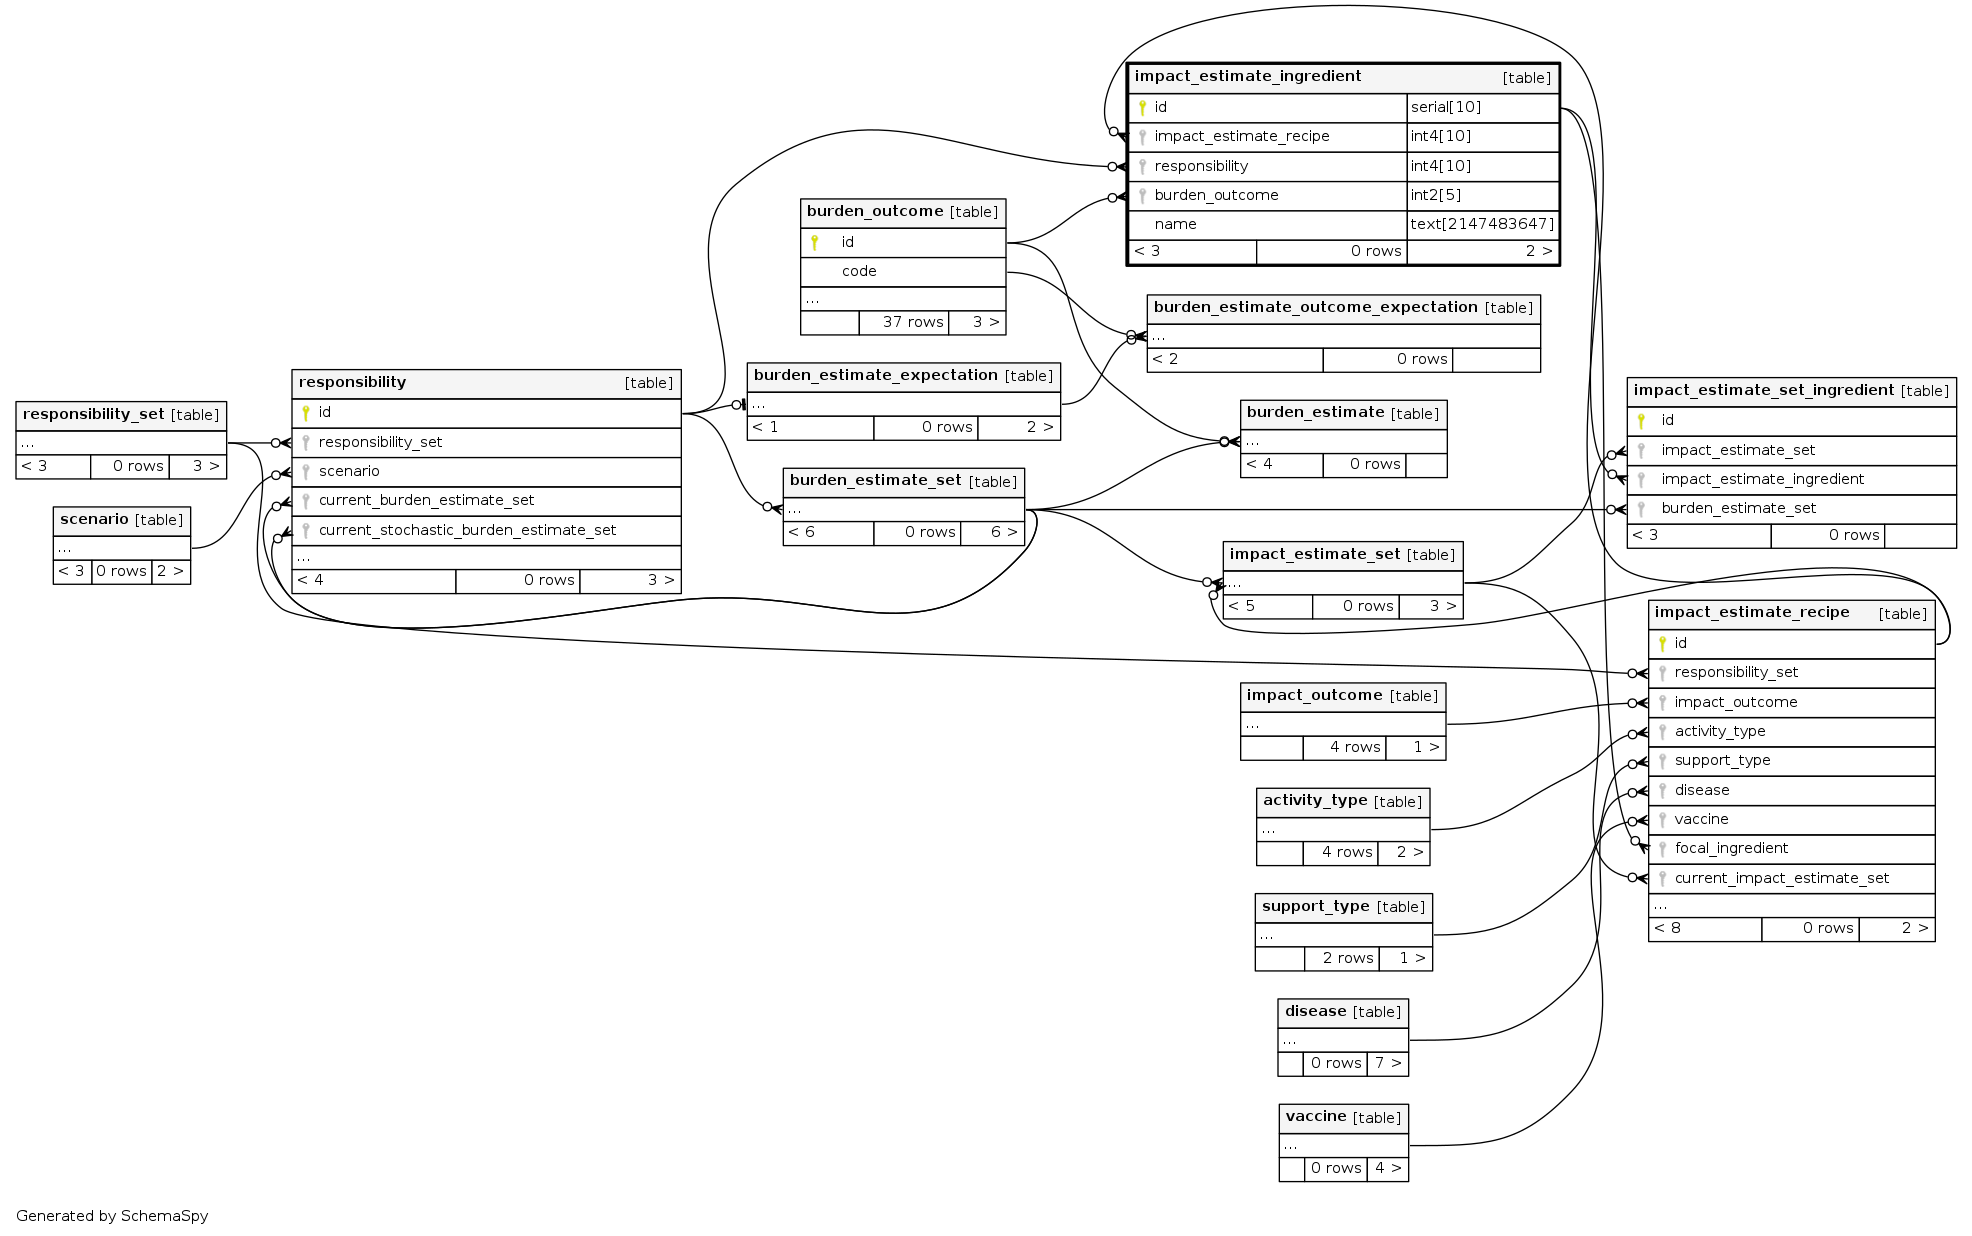 impact_estimate_ingredient [table]
id serial[10]
impact_estimate_recipe int4[10]
responsibility int4[10]
burden_outcome int2[5]
name text[2147483647]
< 3 0 rows 2 >
burden_outcome [table]
id
code
...
37 rows 3 >
burden_estimate_outcome_expectation [table]
...
< 2 0 rows
burden_estimate_expectation [table]
...
< 1 0 rows 2 >
responsibility [table]
id
responsibility_set
scenario
current_burden_estimate_set
current_stochastic_burden_estimate_set
...
< 4 0 rows 3 >
responsibility_set [table]
...
< 3 0 rows 3 >
scenario [table]
...
< 3 0 rows 2 >
burden_estimate [table]
...
< 4 0 rows
impact_estimate_set_ingredient [table]
id
impact_estimate_set
impact_estimate_ingredient
burden_estimate_set
< 3 0 rows
burden_estimate_set [table]
...
< 6 0 rows 6 >
impact_estimate_set [table]
...
< 5 0 rows 3 >
impact_estimate_recipe [table]
id
responsibility_set
impact_outcome
activity_type
support_type
disease
vaccine
focal_ingredient
current_impact_estimate_set
...
< 8 0 rows 2 >
impact_outcome [table]
...
4 rows 1 >
activity_type [table]
...
4 rows 2 >
support_type [table]
...
2 rows 1 >
disease [table]
...
0 rows 7 >
vaccine [table]
...
0 rows 4 >
Generated by SchemaSpy